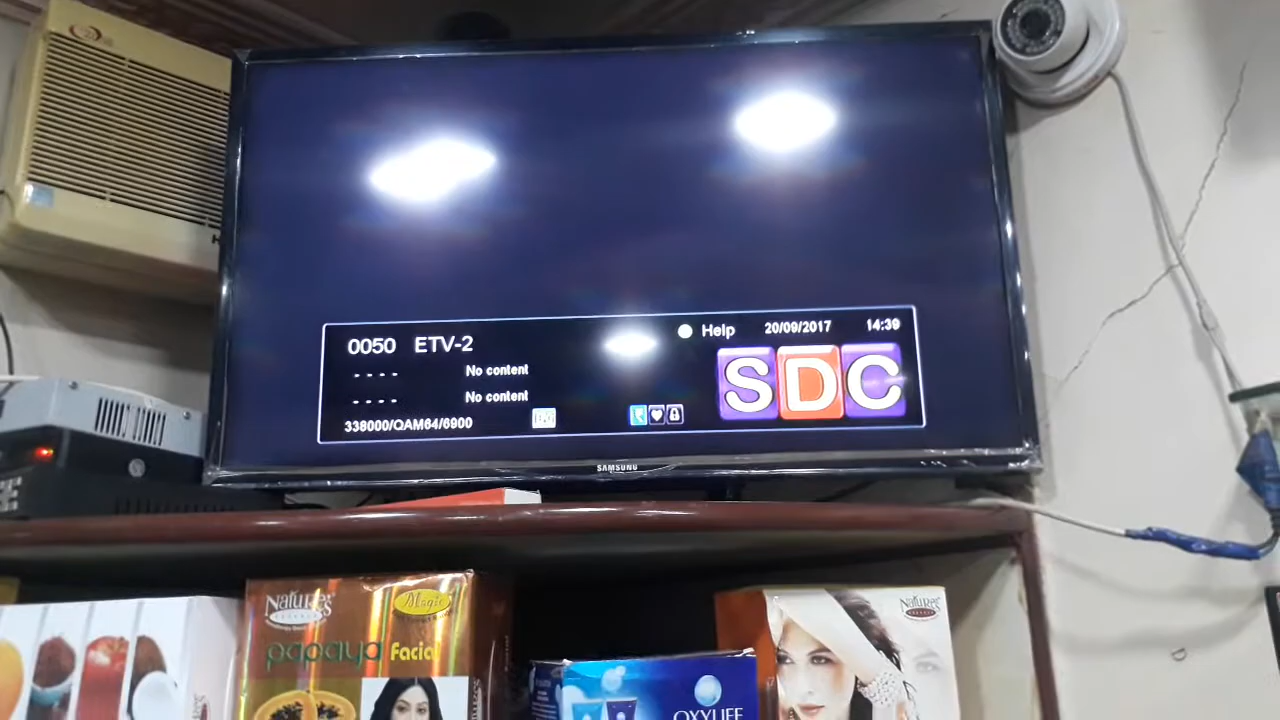 0050 ETV-2
Help 20/09/2017 14:39
- - - - No content
- - - - No content
338000/QAM64/6900
SDC
SAMSUNG
NATURE'S
Magic
papaya Facial
OXYLIFE
NATURE'S